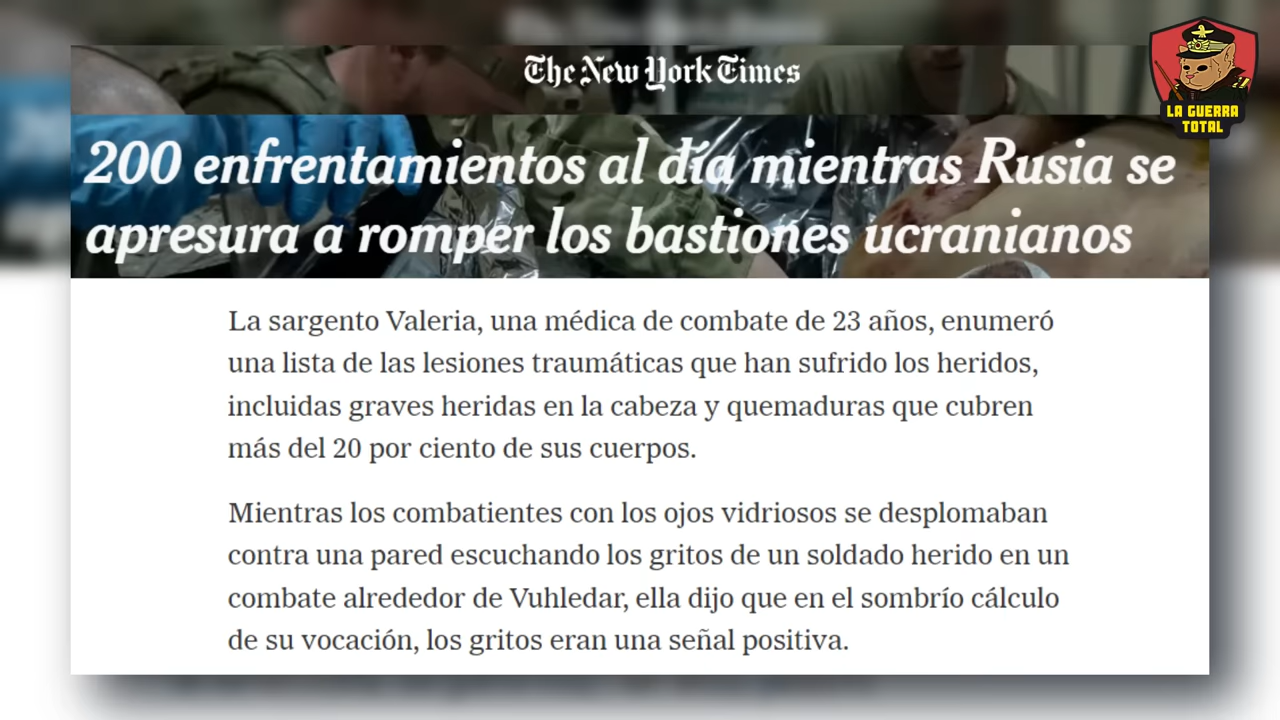 The New York Times
LA GUERRA
TOTAL
200 enfrentamientos al día mientras Rusia se
apresura a romper los bastiones ucranianos
La sargento Valeria, una médica de combate de 23 años, enumeró
una lista de las lesiones traumáticas que han sufrido los heridos,
incluidas graves heridas en la cabeza y quemaduras que cubren
más del 20 por ciento de sus cuerpos.
Mientras los combatientes con los ojos vidriosos se desplomaban
contra una pared escuchando los gritos de un soldado herido en un
combate alrededor de Vuhledar, ella dijo que en el sombrío cálculo
de su vocación, los gritos eran una señal positiva.